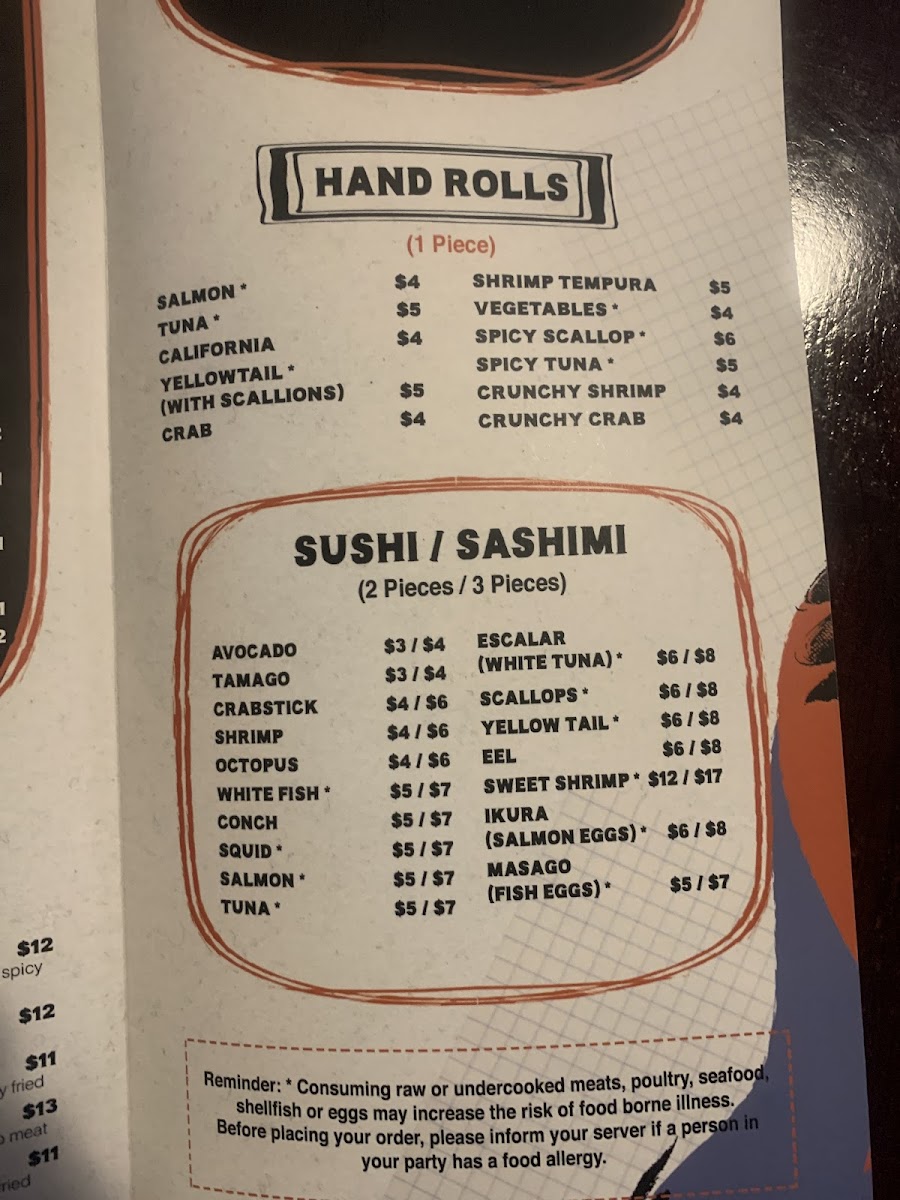 HAND ROLLS
(1 Piece)
SALMON * $4
TUNA * $5
CALIFORNIA $4
YELLOWTAIL *
(WITH SCALLIONS) $5
CRAB $4
SHRIMP TEMPURA $5
VEGETABLES * $4
SPICY SCALLOP * $6
SPICY TUNA * $5
CRUNCHY SHRIMP $4
CRUNCHY CRAB $4
SUSHI / SASHIMI
(2 Pieces / 3 Pieces)
AVOCADO $3 / $4
TAMAGO $3 / $4
CRABSTICK $4 / $6
SHRIMP $4 / $6
OCTOPUS $4 / $6
WHITE FISH * $5 / $7
CONCH $5 / $7
SQUID * $5 / $7
SALMON * $5 / $7
TUNA * $5 / $7
ESCALAR
(WHITE TUNA) * $6 / $8
SCALLOPS * $6 / $8
YELLOW TAIL * $6 / $8
EEL $6 / $8
SWEET SHRIMP * $12 / $17
IKURA
(SALMON EGGS) * $6 / $8
MASAGO
(FISH EGGS) * $5 / $7
Reminder: * Consuming raw or undercooked meats, poultry, seafood,
shellfish or eggs may increase the risk of food borne illness.
Before placing your order, please inform your server if a person in
your party has a food allergy.
$12
spicy
$12
$11
fried
$13
meat
$11